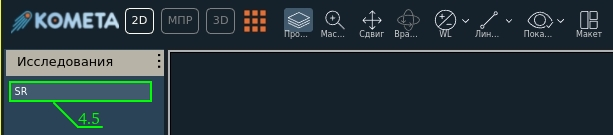 КОМЕТА 2D МПР 3D
Про... Мас... Сдвиг Вра... WL Лин... Пока... Макет
Исследования
SR
4.5